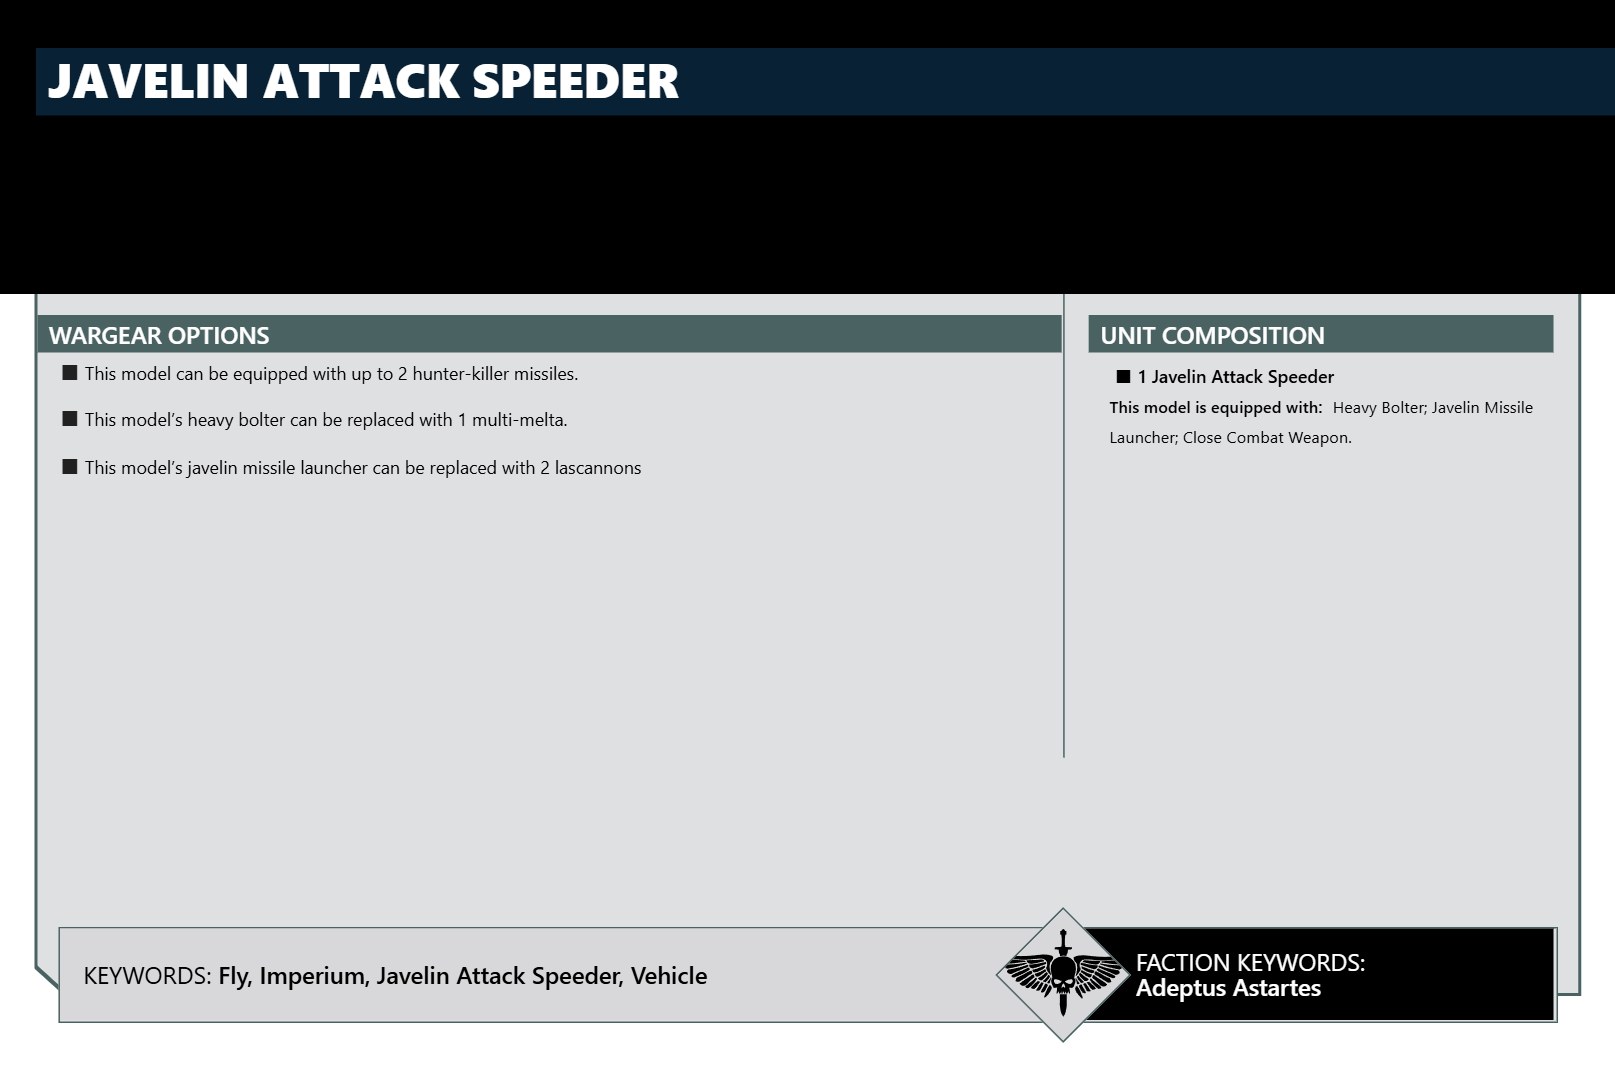 JAVELIN ATTACK SPEEDER
WARGEAR OPTIONS
■ This model can be equipped with up to 2 hunter-killer missiles.
■ This model’s heavy bolter can be replaced with 1 multi-melta.
■ This model’s javelin missile launcher can be replaced with 2 lascannons
UNIT COMPOSITION
■ 1 Javelin Attack Speeder
This model is equipped with: Heavy Bolter; Javelin Missile
Launcher; Close Combat Weapon.
KEYWORDS: Fly, Imperium, Javelin Attack Speeder, Vehicle
FACTION KEYWORDS:
Adeptus Astartes